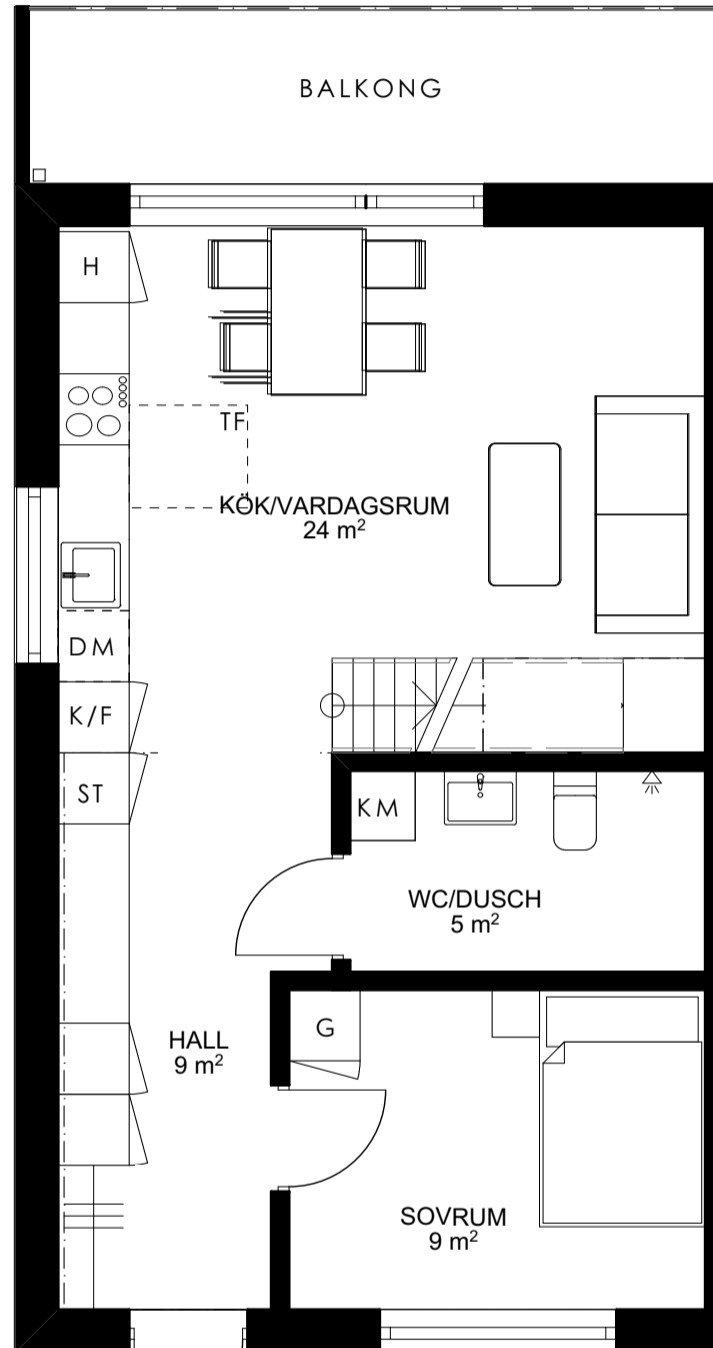 BALKONG
H
TF
KÖK/VARDAGSRUM
24 m²
DM
K/F
ST
KM
WC/DUSCH
5 m²
G
HALL
9 m²
SOVRUM
9 m²